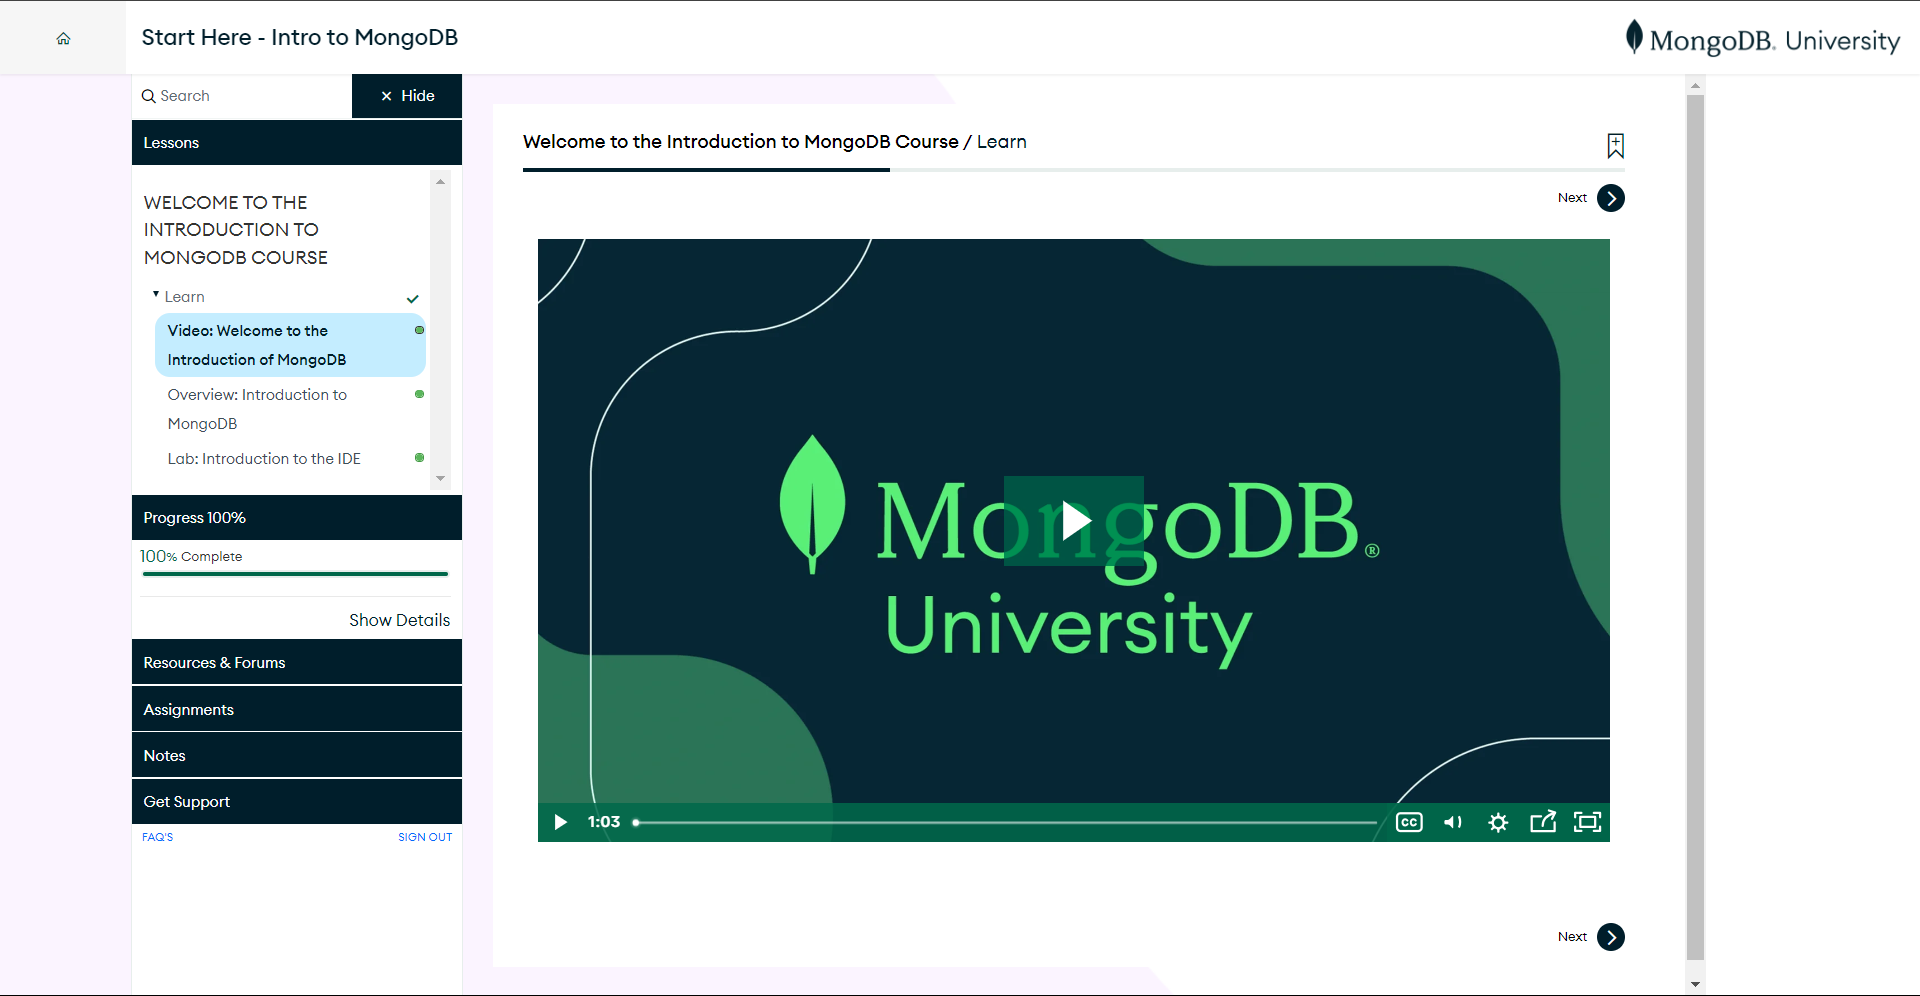 Start Here - Intro to MongoDB
MongoDB. University
Search
× Hide
Lessons
WELCOME TO THE
INTRODUCTION TO
MONGODB COURSE
Learn
Video: Welcome to the
Introduction of MongoDB
Overview: Introduction to
MongoDB
Lab: Introduction to the IDE
Progress 100%
100% Complete
Show Details
Resources & Forums
Assignments
Notes
Get Support
FAQ'S
SIGN OUT
Welcome to the Introduction to MongoDB Course / Learn
Next
MongoDB®
University
1:03
CC
Next